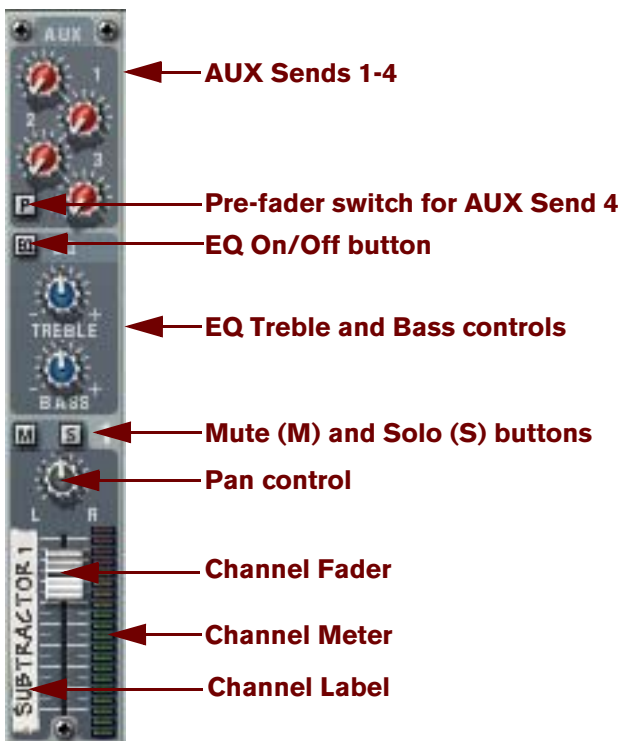 AUX
1
AUX Sends 1-4
2
3
P
Pre-fader switch for AUX Send 4
EQ
EQ On/Off button
- +
TREBLE
EQ Treble and Bass controls
- +
BASS
M S
Mute (M) and Solo (S) buttons
Pan control
L R
SUBTRACTOR 1
Channel Fader
Channel Meter
Channel Label